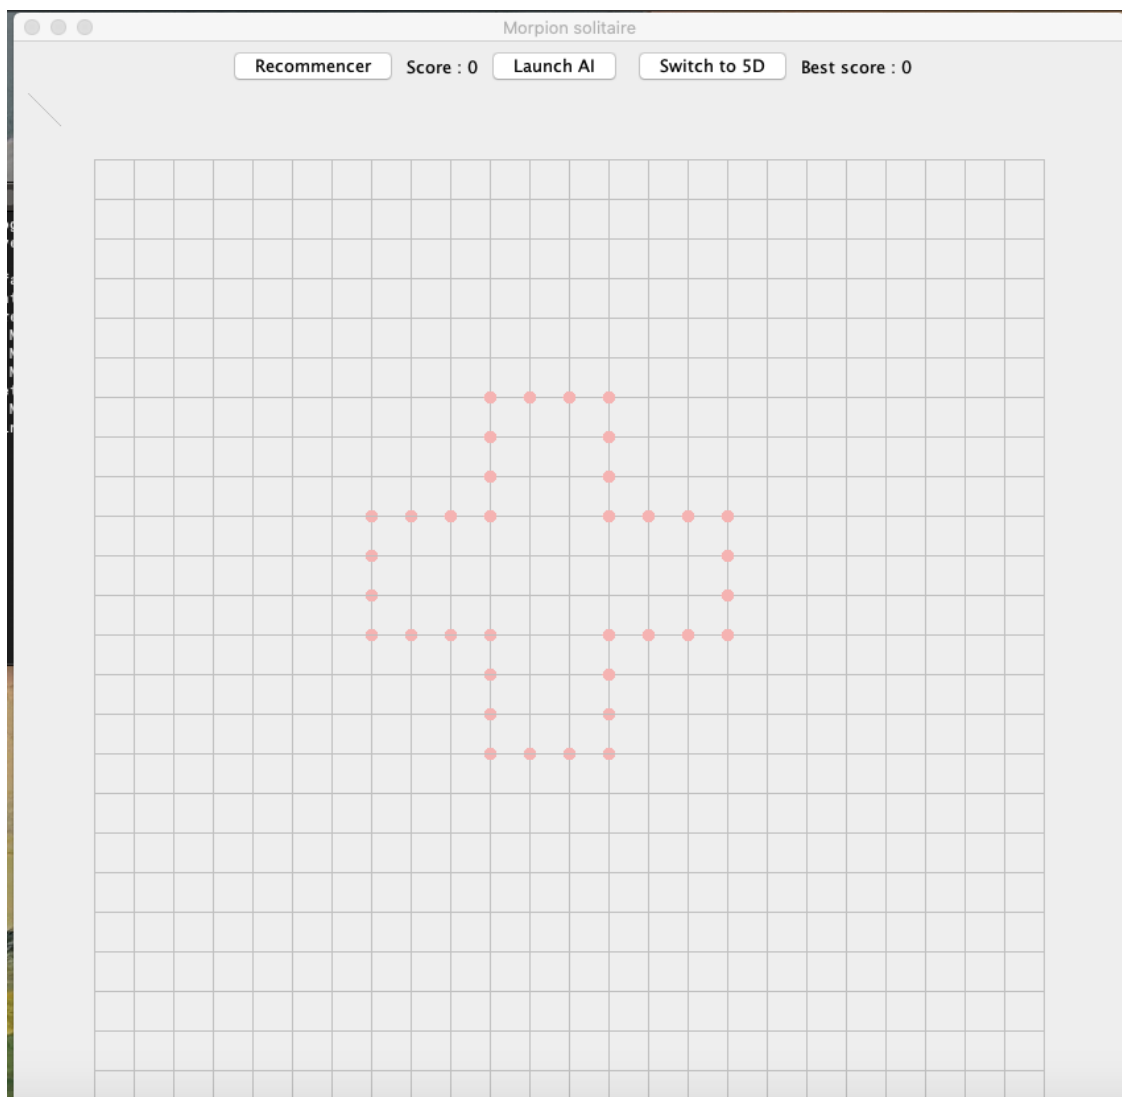 Morpion solitaire
Recommencer Score : 0 Launch AI Switch to 5D Best score : 0